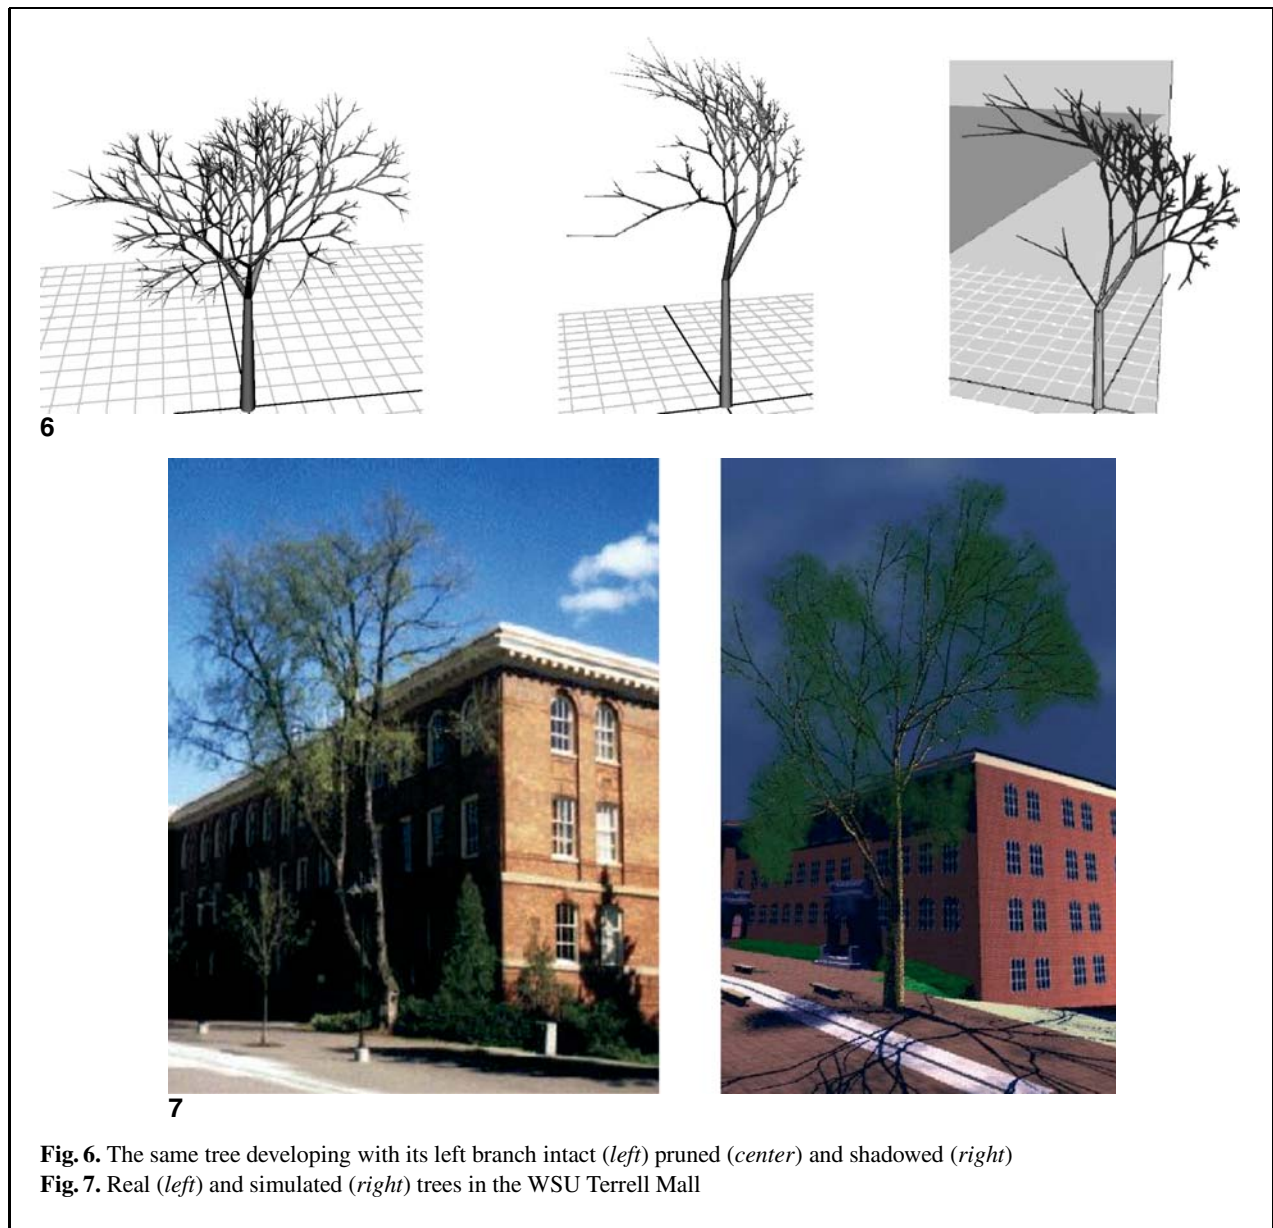 6
7
Fig. 6. The same tree developing with its left branch intact (left) pruned (center) and shadowed (right)
Fig. 7. Real (left) and simulated (right) trees in the WSU Terrell Mall